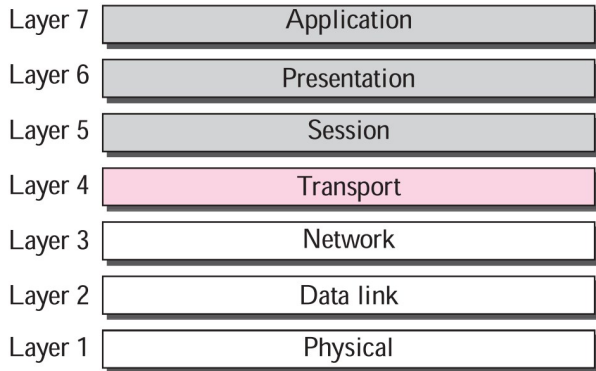 Layer 7 Application
Layer 6 Presentation
Layer 5 Session
Layer 4 Transport
Layer 3 Network
Layer 2 Data link
Layer 1 Physical